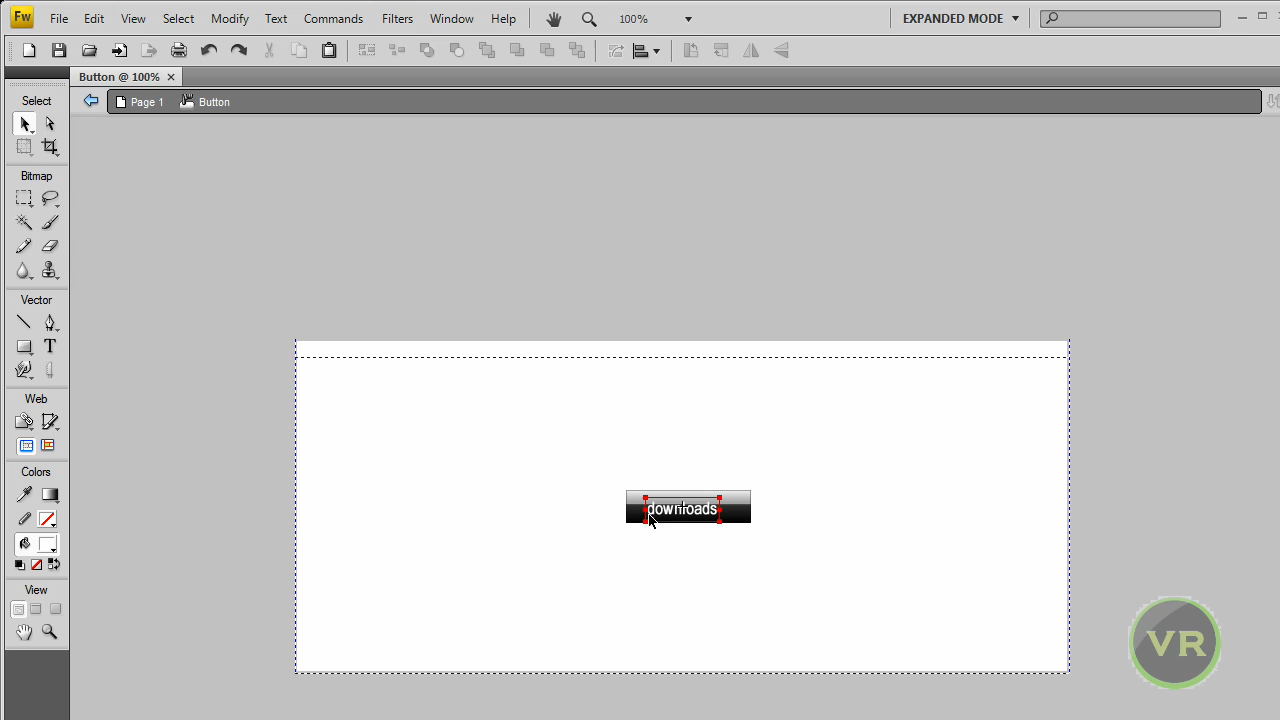 Fw File Edit View Select Modify Text Commands Filters Window Help 100% EXPANDED MODE
Button @ 100%
Page 1 Button
Select
Bitmap
Vector
T
Web
Colors
View
downloads
VR